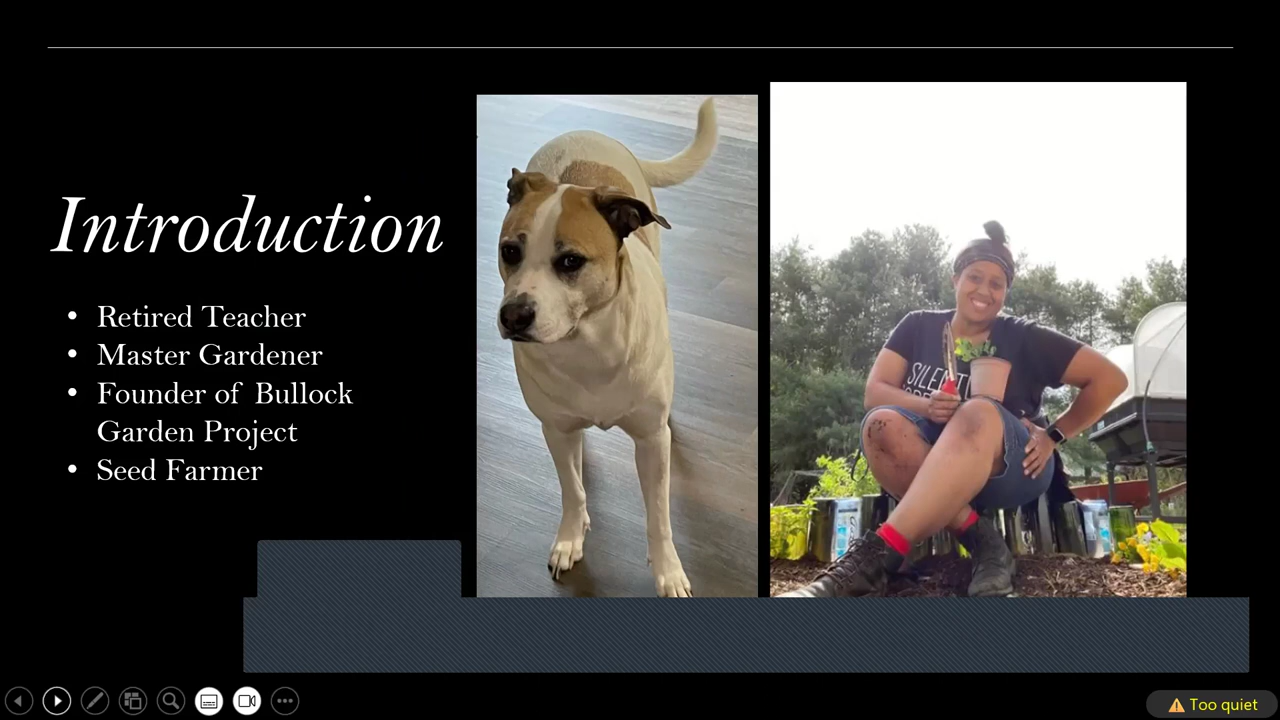 Introduction
• Retired Teacher
• Master Gardener
• Founder of Bullock
Garden Project
• Seed Farmer
Too quiet